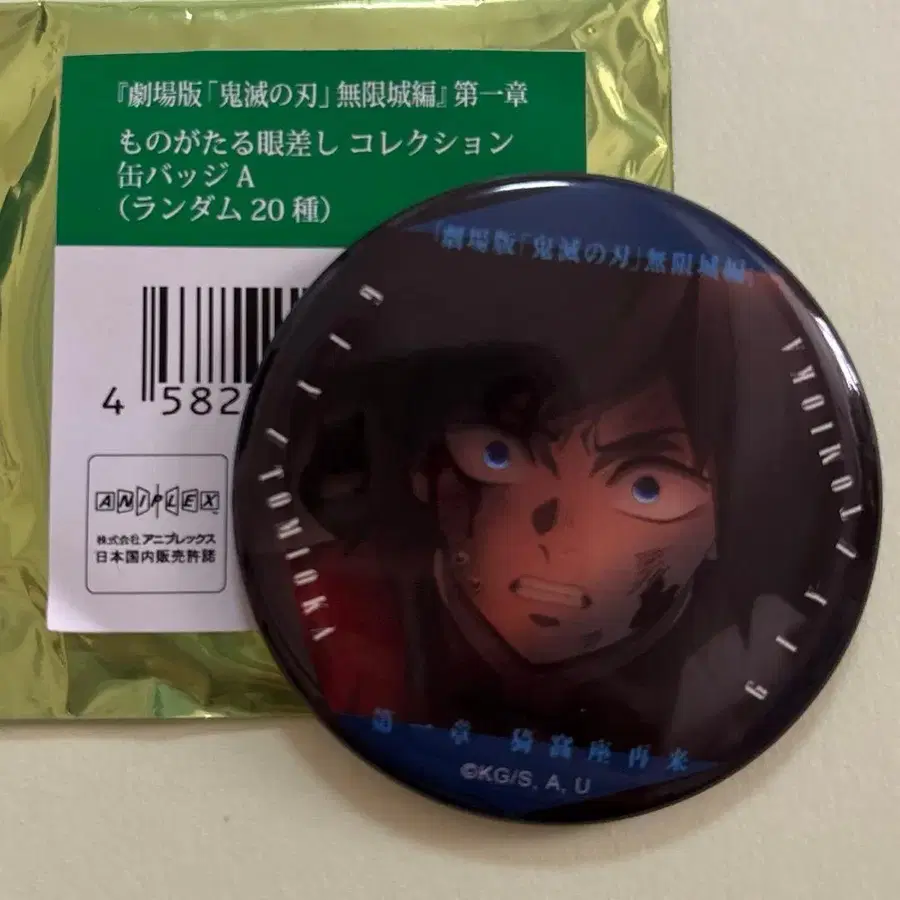 『劇場版「鬼滅の刃」無限城編』第一章
ものがたる眼差し コレクション
缶バッジ A
（ランダム 20 種）
4 582
ANIPLEX
株式会社アニプレックス
日本国内販売許諾
『劇場版「鬼滅の刃」無限城編』
GIYU TOMIOKA
GIYU TOMIOKA
第一章 猗窩座再来
©KG/S, A, U